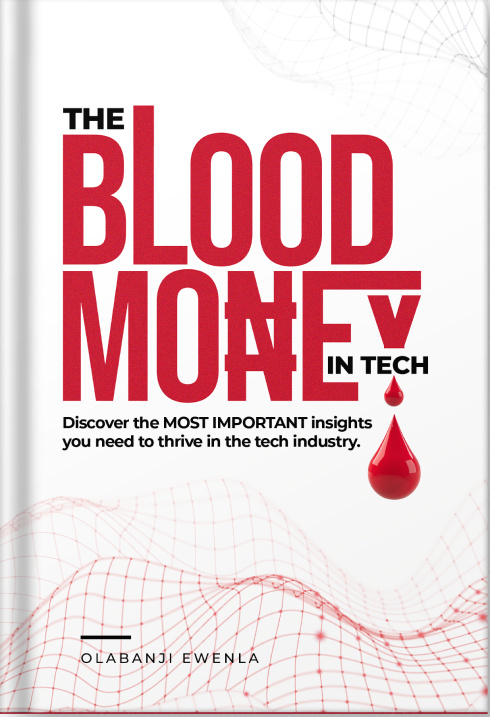 THE
BLOOD
MO₦EY
IN TECH
Discover the MOST IMPORTANT insights
you need to thrive in the tech industry.
OLABANJI EWENLA